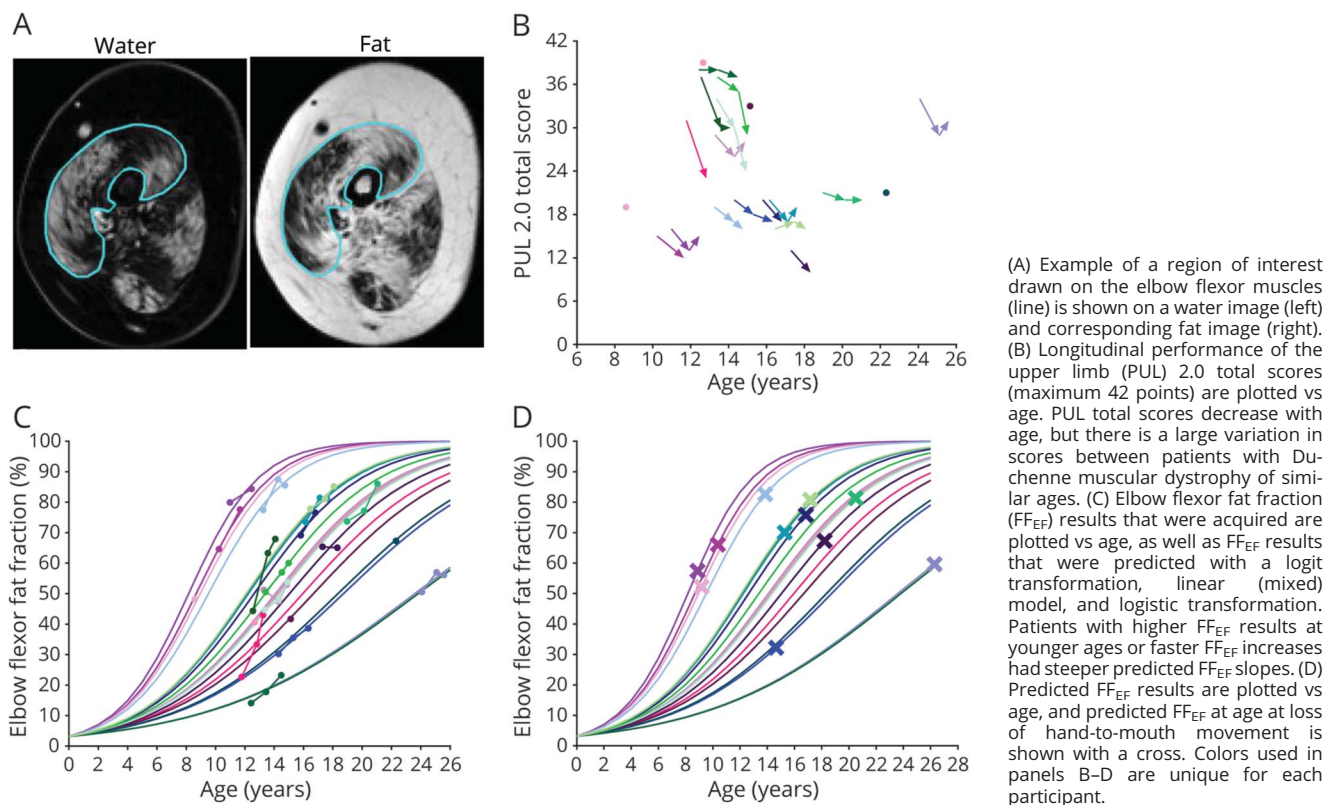 A
Water
Fat
B
PUL 2.0 total score
42
36
30
24
18
12
6
0
6 8 10 12 14 16 18 20 22 24 26
Age (years)
C
Elbow flexor fat fraction (%)
100
90
80
70
60
50
40
30
20
10
0
0 2 4 6 8 10 12 14 16 18 20 22 24 26
Age (years)
D
Elbow flexor fat fraction (%)
100
90
80
70
60
50
40
30
20
10
0
0 2 4 6 8 10 12 14 16 18 20 22 24 26 28
Age (years)
(A) Example of a region of interest
drawn on the elbow flexor muscles
(line) is shown on a water image (left)
and corresponding fat image (right).
(B) Longitudinal performance of the
upper limb (PUL) 2.0 total scores
(maximum 42 points) are plotted vs
age. PUL total scores decrease with
age, but there is a large variation in
scores between patients with Du-
chenne muscular dystrophy of simi-
lar ages. (C) Elbow flexor fat fraction
(FFEF) results that were acquired are
plotted vs age, as well as FFEF results
that were predicted with a logit
transformation, linear (mixed)
model, and logistic transformation.
Patients with higher FFEF results at
younger ages or faster FFEF increases
had steeper predicted FFEF slopes. (D)
Predicted FFEF results are plotted vs
age, and predicted FFEF at age at loss
of hand-to-mouth movement is
shown with a cross. Colors used in
panels B–D are unique for each
participant.